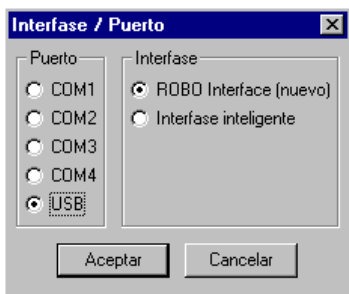 Interfase / Puerto
Puerto
COM1
COM2
COM3
COM4
USB
Interfase
ROBO Interface (nuevo)
Interfase inteligente
Aceptar
Cancelar